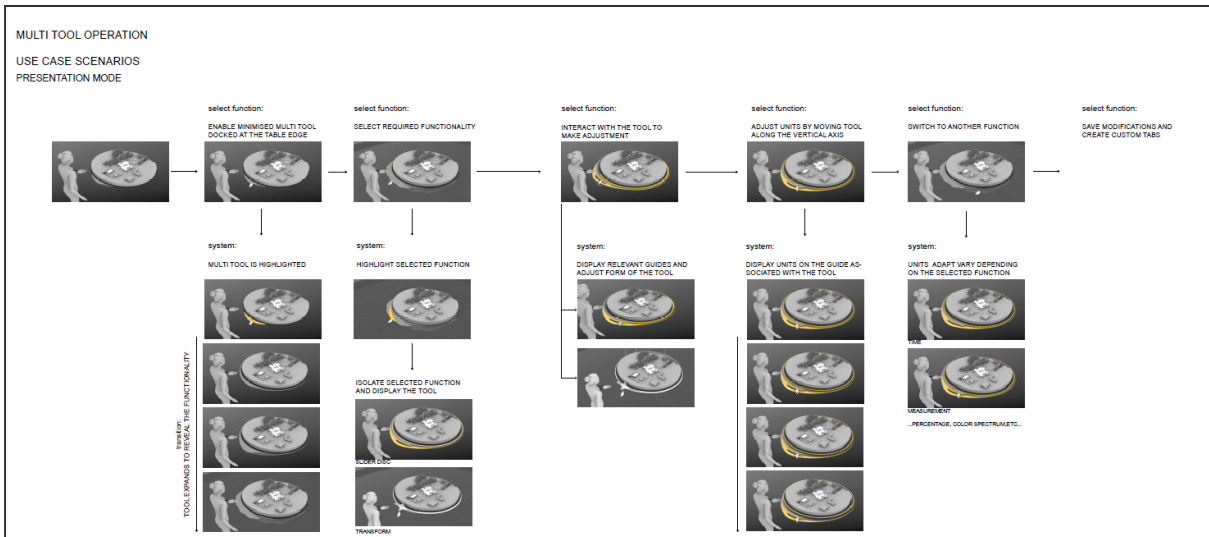 MULTI TOOL OPERATION
USE CASE SCENARIOS
PRESENTATION MODE
select function:
ENABLE MINIMISED MULTI TOOL
DOCKED AT THE TABLE EDGE
select function:
SELECT REQUIRED FUNCTIONALITY
select function:
INTERACT WITH THE TOOL TO
MAKE ADJUSTMENT
select function:
ADJUST UNITS BY MOVING TOOL
ALONG THE VERTICAL AXIS
select function:
SWITCH TO ANOTHER FUNCTION
select function:
SAVE MODIFICATIONS AND
CREATE CUSTOM TABS
system:
MULTI TOOL IS HIGHLIGHTED
transition:
TOOL EXPANDS TO REVEAL THE FUNCTIONALITY
system:
HIGHLIGHT SELECTED FUNCTION
ISOLATE SELECTED FUNCTION
AND DISPLAY THE TOOL
SLIDER DISC
TRANSFORM
system:
DISPLAY RELEVANT GUIDES AND
ADJUST FORM OF THE TOOL
system:
DISPLAY UNITS ON THE GUIDE AS-
SOCIATED WITH THE TOOL
system:
UNITS ADAPT VARY DEPENDING
ON THE SELECTED FUNCTION
TIME
MEASUREMENT
...PERCENTAGE, COLOR SPECTRUM,ETC...